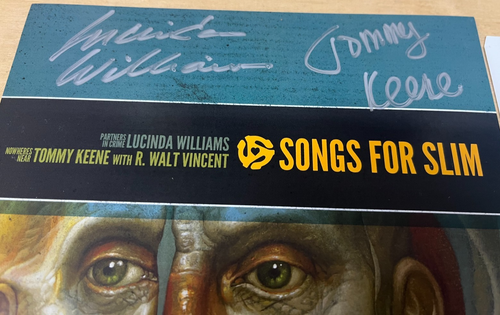 Lucinda
Williams
Tommy
Keene
PARTNERS IN CRIME LUCINDA WILLIAMS
NOWHERES NEAR TOMMY KEENE WITH R. WALT VINCENT
SONGS FOR SLIM